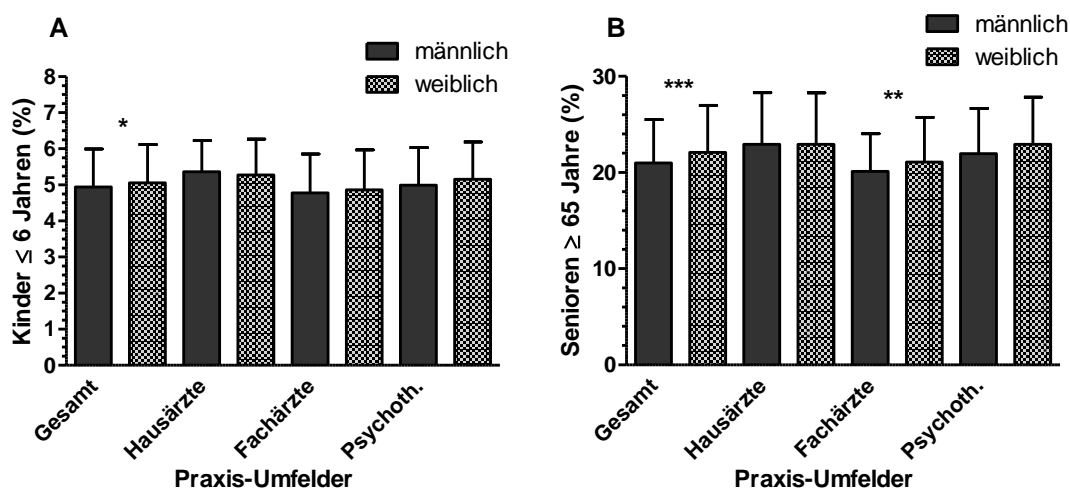 A
männlich
weiblich
Kinder ≤ 6 Jahren (%)
8
7
6
5
4
3
2
1
0
*
Gesamt
Hausärzte
Fachärzte
Psychoth.
Praxis-Umfelder
B
männlich
weiblich
Senioren ≥ 65 Jahre (%)
30
20
10
0
***
**
Gesamt
Hausärzte
Fachärzte
Psychoth.
Praxis-Umfelder